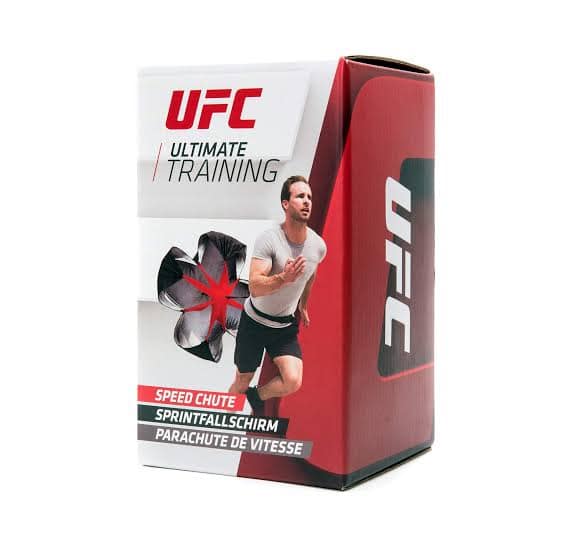 UFC
ULTIMATE
TRAINING
SPEED CHUTE
SPRINTFALLSCHIRM
PARACHUTE DE VITESSE
UFC